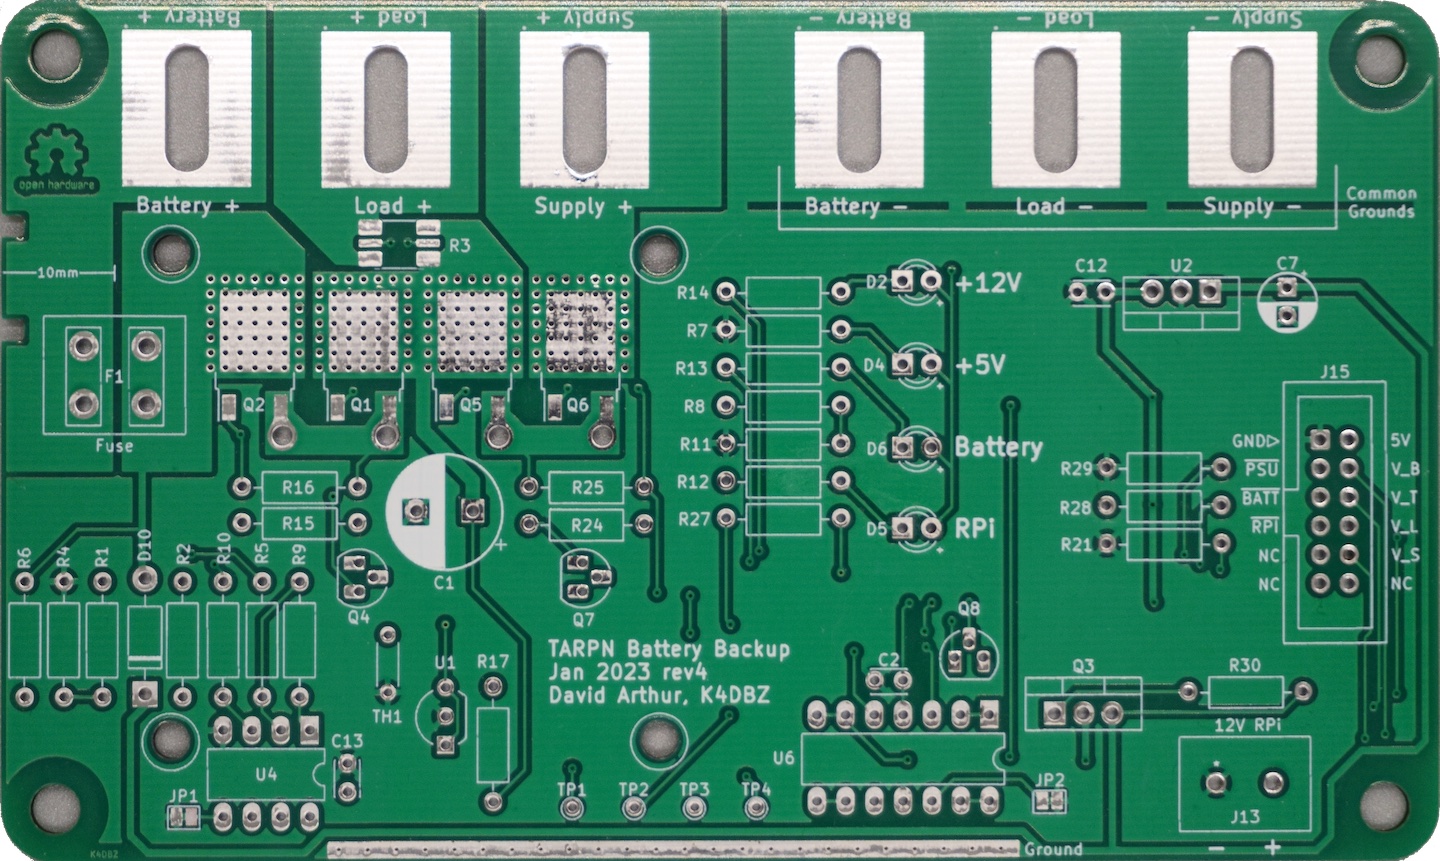 Battery +
Load +
Supply +
Battery -
Load -
Supply -
open hardware
Battery +
Load +
Supply +
Battery -
Load -
Supply -
Common
Grounds
R3
10mm
C12
U2
C7
+
R14
D2
+12V
R7
R13
D4
+5V
F1
J15
R8
Q2
Q1
Q5
Q6
Fuse
R11
D6
Battery
GND▷
5V
R29
PSU
V_B
R12
R16
R25
R28
BATT
V_T
R27
D5
RPi
R15
R24
RPI
V_L
R21
+
R6
R4
R1
D10
R2
R10
R5
R9
NC
V_S
C1
NC
NC
Q4
Q7
Q8
TARPN Battery Backup
Jan 2023 rev4
David Arthur, K4DBZ
U1
R17
C2
Q3
R30
TH1
12V RPi
C13
U6
U4
JP1
TP1
TP2
TP3
TP4
JP2
J13
K4DBZ
Ground
- +